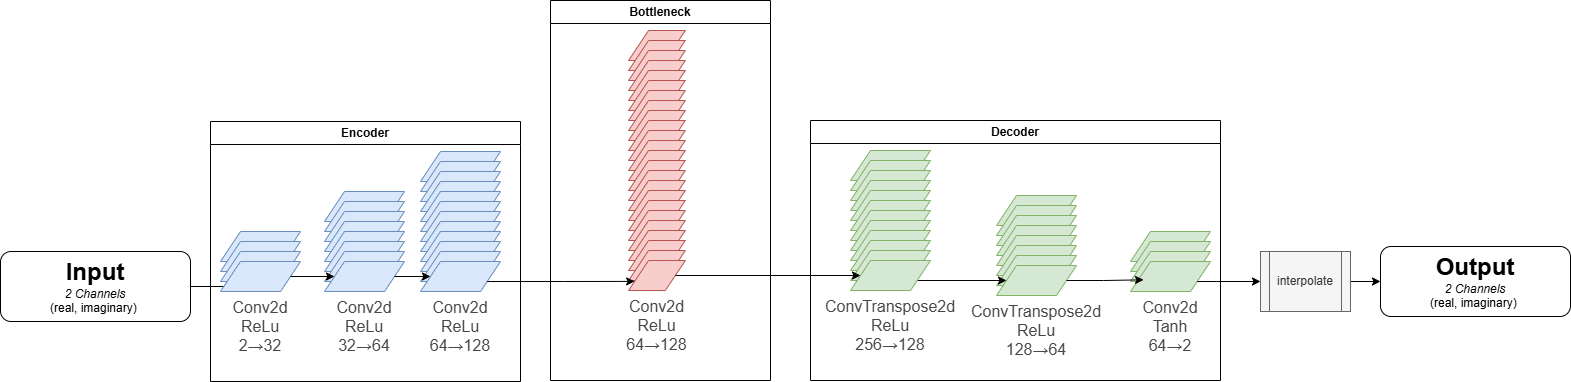 Bottleneck
Encoder
Decoder
Input
2 Channels
(real, imaginary)
Conv2d
ReLu
2→32
Conv2d
ReLu
32→64
Conv2d
ReLu
64→128
Conv2d
ReLu
64→128
ConvTranspose2d
ReLu
256→128
ConvTranspose2d
ReLu
128→64
Conv2d
Tanh
64→2
interpolate
Output
2 Channels
(real, imaginary)